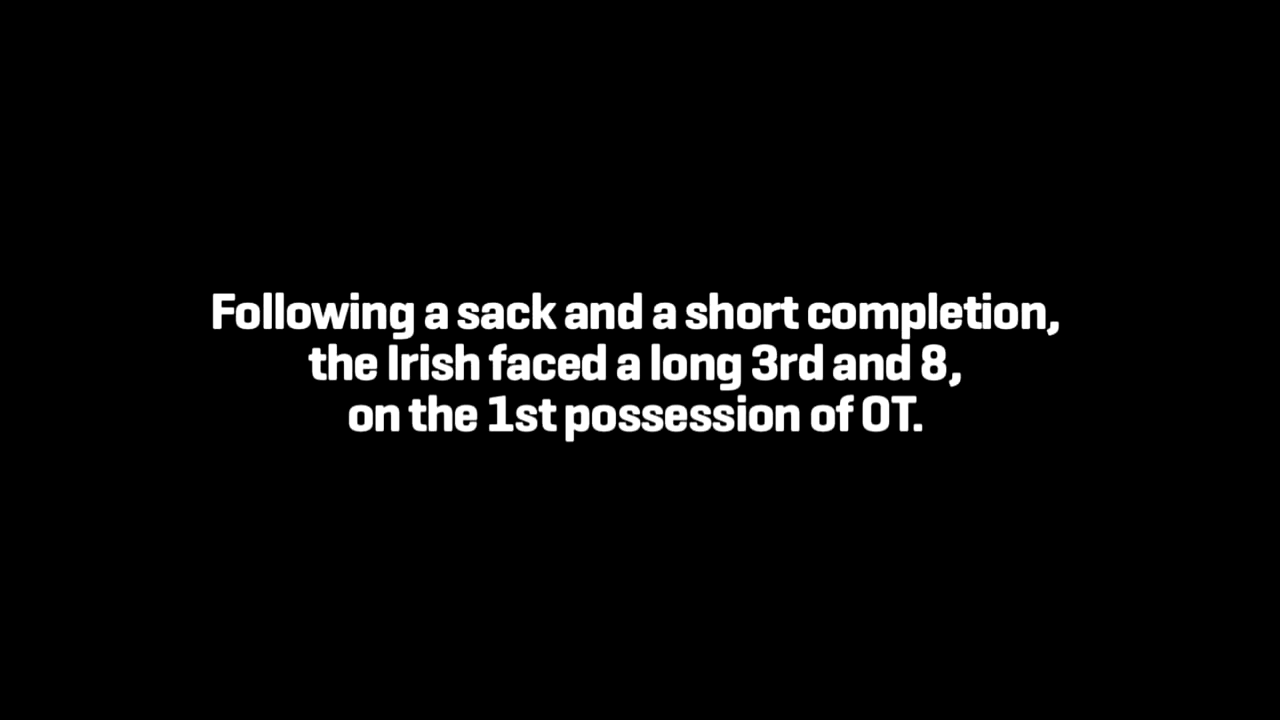 Following a sack and a short completion,
the Irish faced a long 3rd and 8,
on the 1st possession of OT.